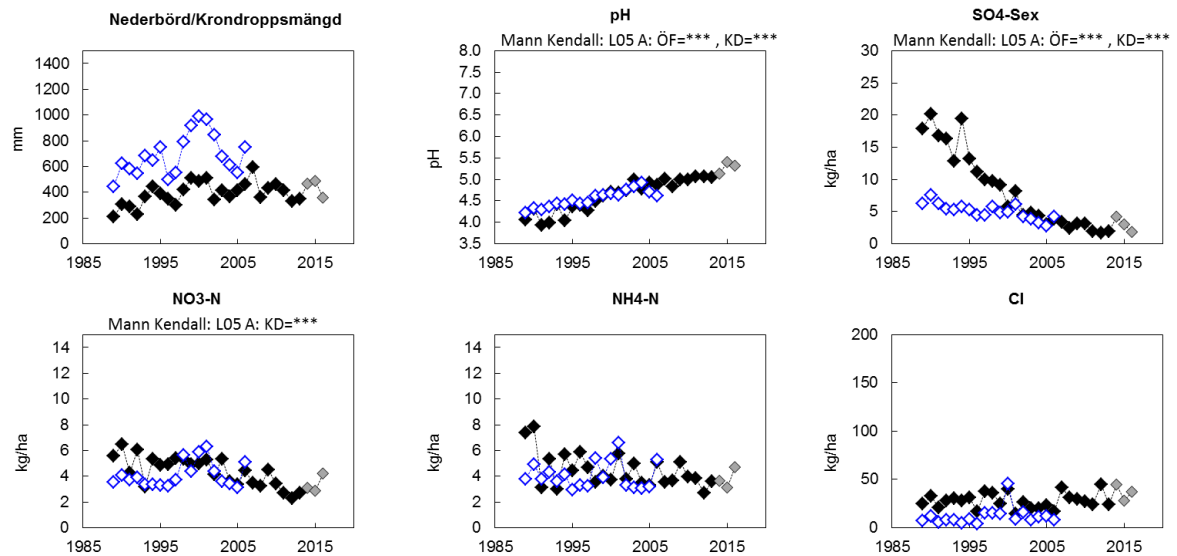 Nederbörd/Krondroppsmängd
mm
1400
1200
1000
800
600
400
200
0
1985 1995 2005 2015
pH
Mann Kendall: L05 A: ÖF=*** , KD=***
pH
8.0
7.5
7.0
6.5
6.0
5.5
5.0
4.5
4.0
3.5
1985 1995 2005 2015
SO4-Sex
Mann Kendall: L05 A: ÖF=*** , KD=***
kg/ha
30
25
20
15
10
5
0
1985 1995 2005 2015
NO3-N
Mann Kendall: L05 A: KD=***
kg/ha
14
12
10
8
6
4
2
0
1985 1995 2005 2015
NH4-N
kg/ha
14
12
10
8
6
4
2
0
1985 1995 2005 2015
Cl
kg/ha
200
150
100
50
0
1985 1995 2005 2015